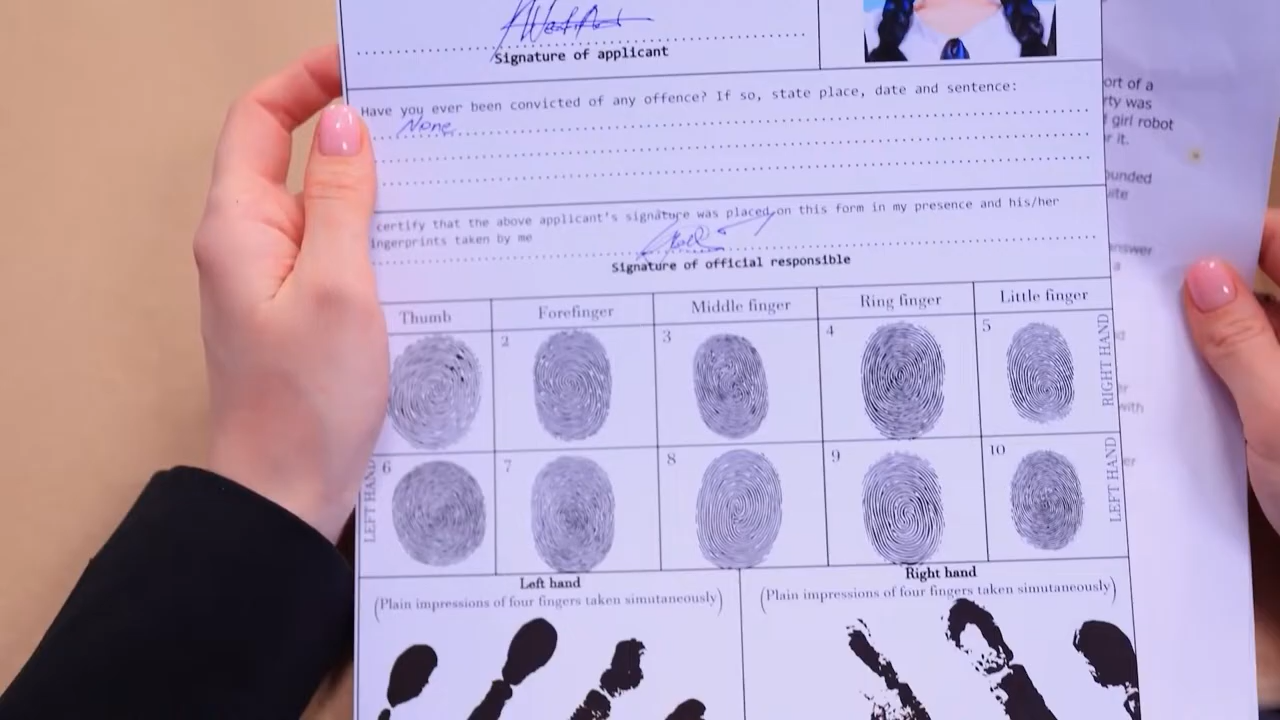 Signature of applicant
Have you ever been convicted of any offence? If so, state place, date and sentence:
None
certify that the above applicant's signature was placed on this form in my presence and his/her
ingerprints taken by me
Signature of official responsible
Thumb Forefinger Middle finger Ring finger Little finger
2 3 4 5
RIGHT HAND
6 7 8 9 10
LEFT HAND LEFT HAND
Left hand Right hand
(Plain impressions of four fingers taken simutaneously) (Plain impressions of four fingers taken simutaneously)
ort of a
rty was
girl robot
r it.
ounded